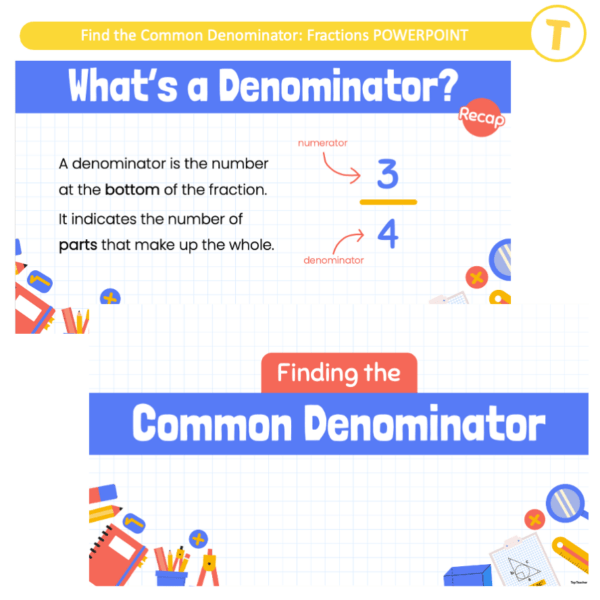 Find the Common Denominator: Fractions POWERPOINT
T
What's a Denominator?
Recap
A denominator is the number
at the bottom of the fraction.
It indicates the number of
parts that make up the whole.
numerator
3
4
denominator
Finding the
Common Denominator